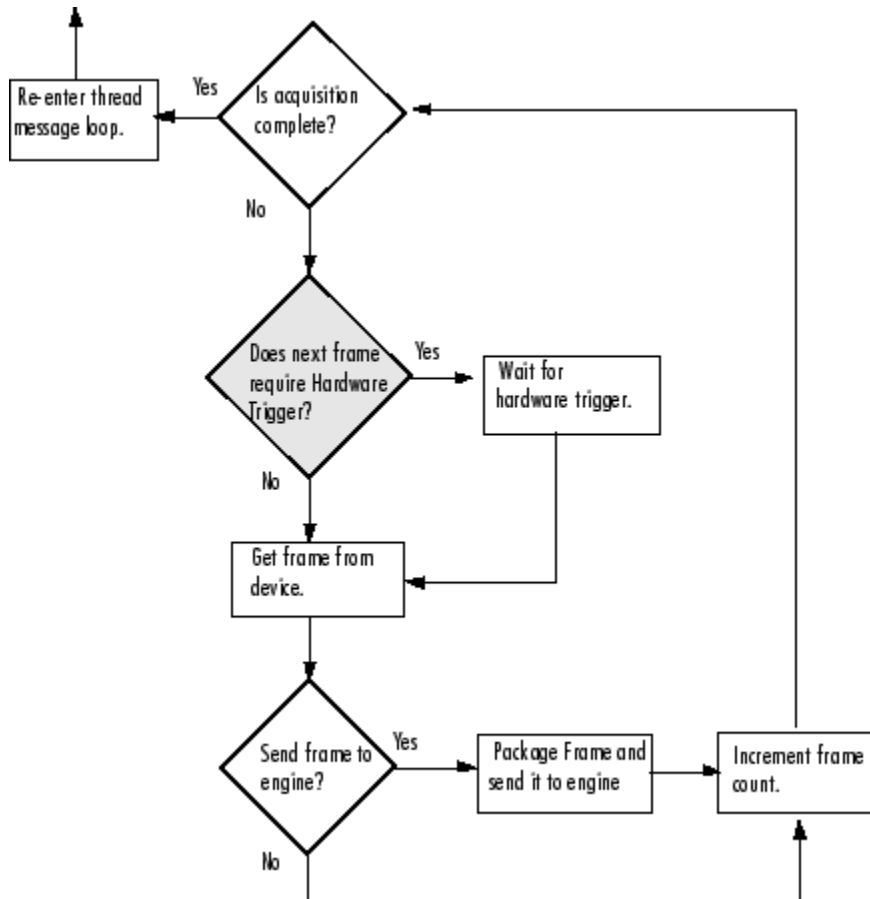 Re-enter thread
message loop.
Yes
Is acquisition
complete?
No
Does next frame
require Hardware
Trigger?
Yes
Wait for
hardware trigger.
No
Get frame from
device.
Send frame to
engine?
Yes
Package Frame and
send it to engine
Increment frame
count.
No